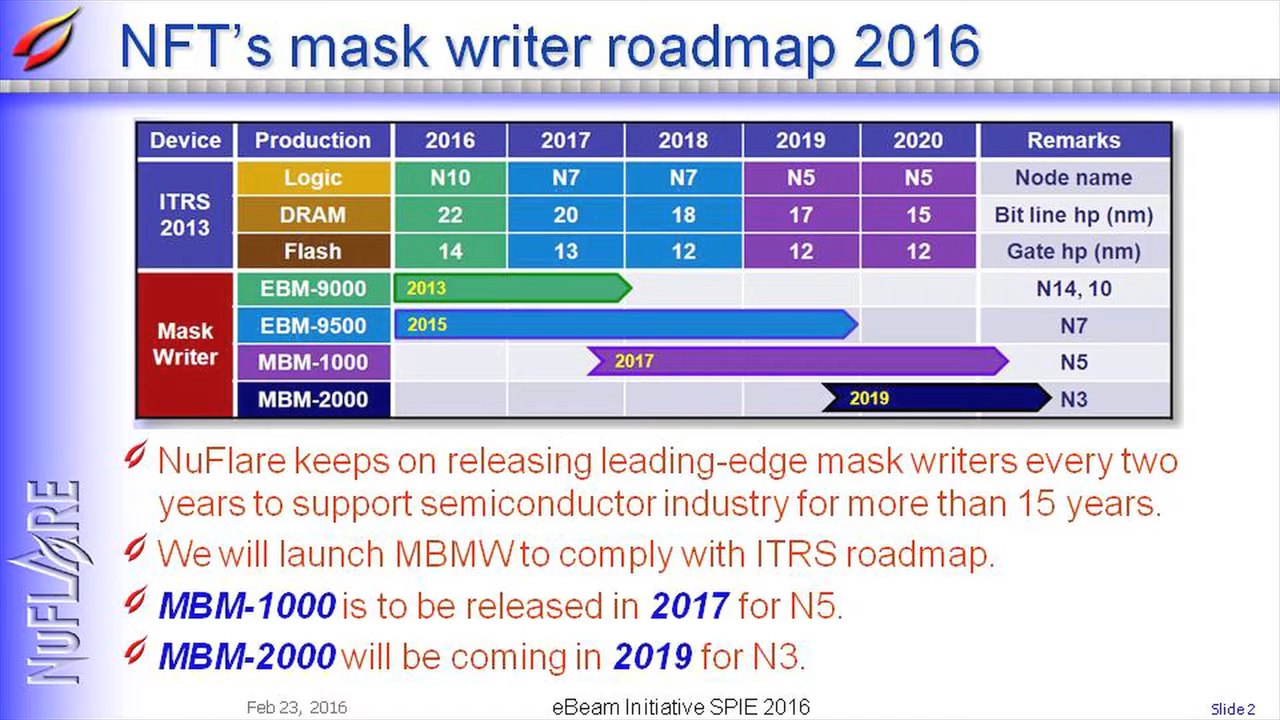 NFT's mask writer roadmap 2016
Device Production 2016 2017 2018 2019 2020 Remarks
ITRS 2013
Logic N10 N7 N7 N5 N5 Node name
DRAM 22 20 18 17 15 Bit line hp (nm)
Flash 14 13 12 12 12 Gate hp (nm)
Mask Writer
EBM-9000 2013 N14, 10
EBM-9500 2015 N7
MBM-1000 2017 N5
MBM-2000 2019 N3
NuFlare keeps on releasing leading-edge mask writers every two
years to support semiconductor industry for more than 15 years.
We will launch MBMW to comply with ITRS roadmap.
MBM-1000 is to be released in 2017 for N5.
MBM-2000 will be coming in 2019 for N3.
NUFLARE
Feb 23, 2016 eBeam Initiative SPIE 2016 Slide 2